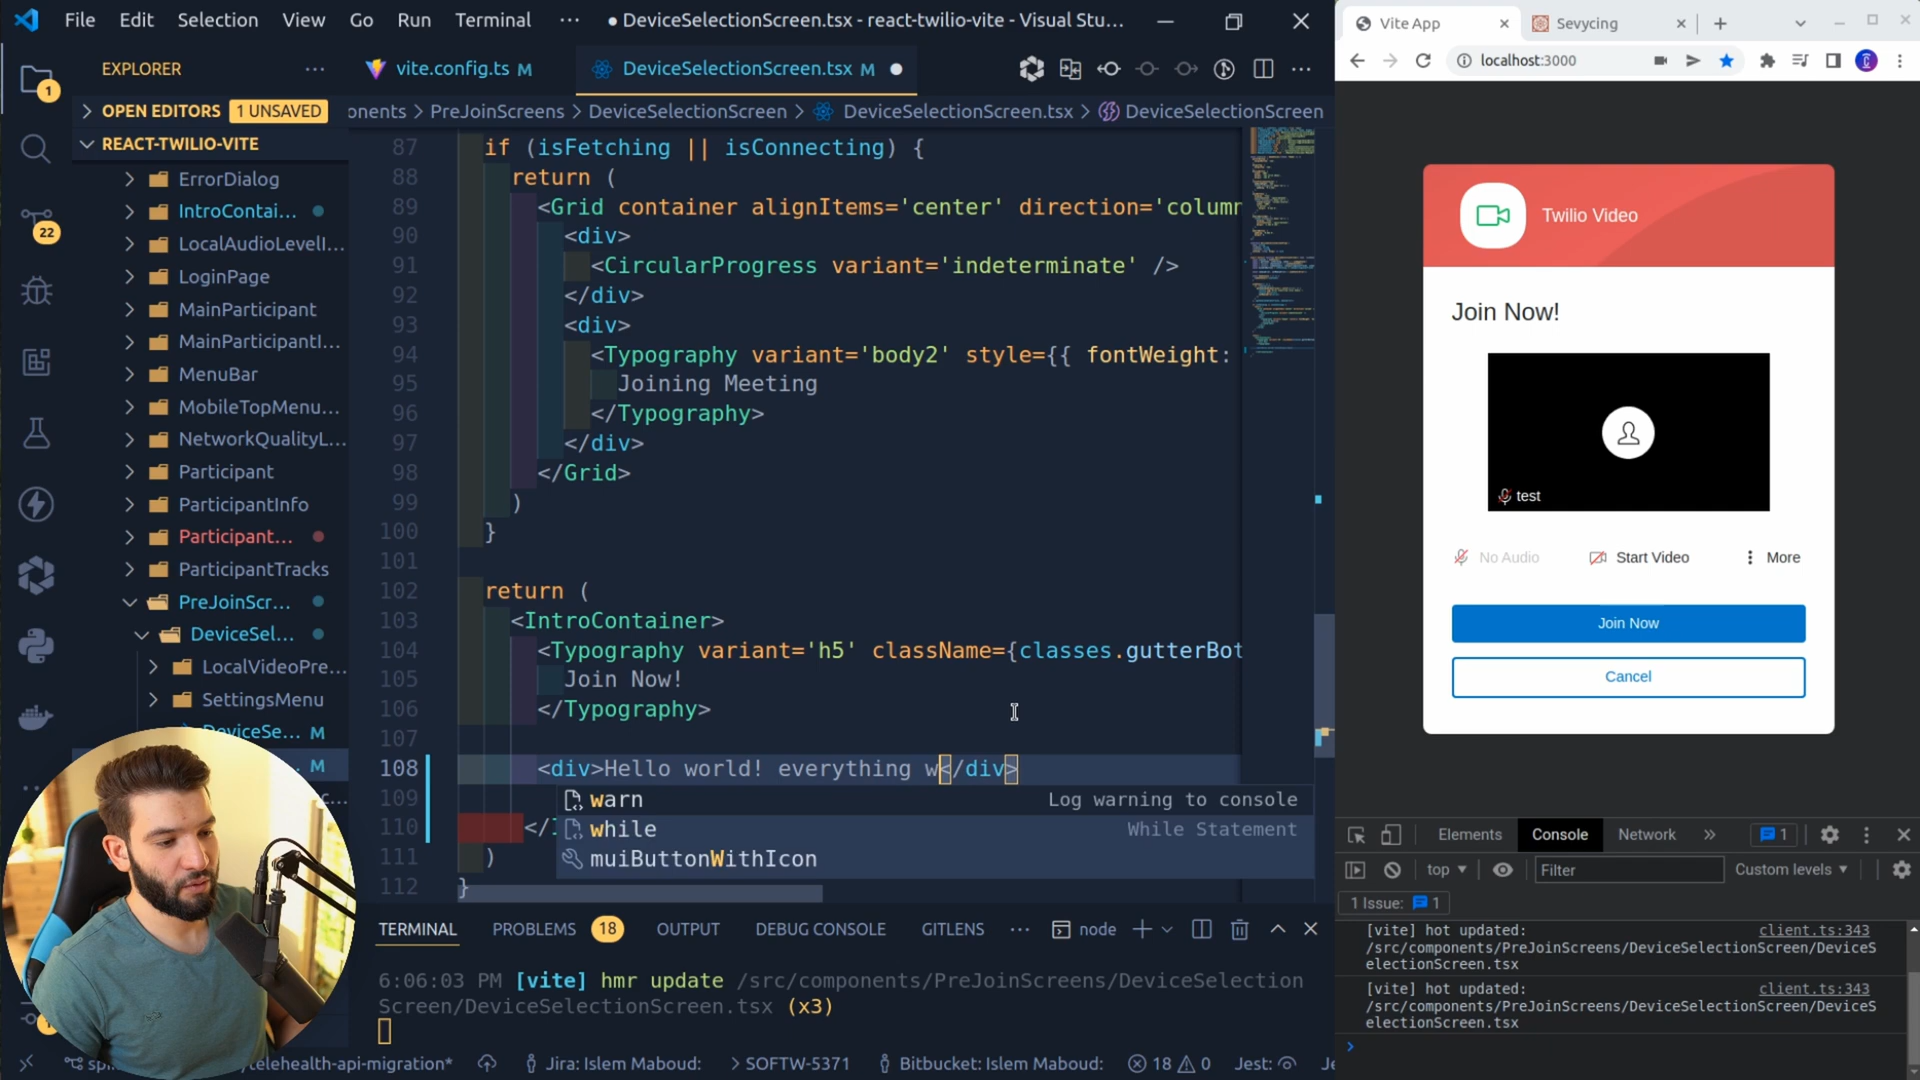 File Edit Selection View Go Run Terminal ··· ● DeviceSelectionScreen.tsx - react-twilio-vite - Visual Stu...
EXPLORER ···
vite.config.ts M
DeviceSelectionScreen.tsx M
OPEN EDITORS 1 UNSAVED
onents > PreJoinScreens > DeviceSelectionScreen > DeviceSelectionScreen.tsx > DeviceSelectionScreen
REACT-TWILIO-VITE
1
22
ErrorDialog
IntroContai...
LocalAudioLevelI...
LoginPage
MainParticipant
MainParticipantI...
MenuBar
MobileTopMenu...
NetworkQualityL...
Participant
ParticipantInfo
Participant...
ParticipantTracks
PreJoinScr...
DeviceSel...
LocalVideoPre...
SettingsMenu
DeviceSe... M
M
87 if (isFetching || isConnecting) {
88 return (
89 <Grid container alignItems='center' direction='column
90 <div>
91 <CircularProgress variant='indeterminate' />
92 </div>
93 <div>
94 <Typography variant='body2' style={{ fontWeight:
95 Joining Meeting
96 </Typography>
97 </div>
98 </Grid>
99 )
100 }
101
102 return (
103 <IntroContainer>
104 <Typography variant='h5' className={classes.gutterBot
105 Join Now!
106 </Typography>
107
108 <div>Hello world! everything w</div>
109
110 </I
111 )
112 }
warn Log warning to console
while While Statement
muiButtonWithIcon
TERMINAL PROBLEMS 18 OUTPUT DEBUG CONSOLE GITLENS ··· node
6:06:03 PM [vite] hmr update /src/components/PreJoinScreens/DeviceSelection
Screen/DeviceSelectionScreen.tsx (x3)
telehealth-api-migration* Jira: Islem Maboud: > SOFTW-5371 Bitbucket: Islem Maboud: 18 0 Jest:
Vite App
Sevycing
localhost:3000
Twilio Video
Join Now!
test
No Audio Start Video More
Join Now
Cancel
Elements Console Network » 1
top Filter Custom levels
1 Issue: 1
[vite] hot updated: client.ts:343
/src/components/PreJoinScreens/DeviceSelectionScreen/DeviceS
electionScreen.tsx
[vite] hot updated: client.ts:343
/src/components/PreJoinScreens/DeviceSelectionScreen/DeviceS
electionScreen.tsx